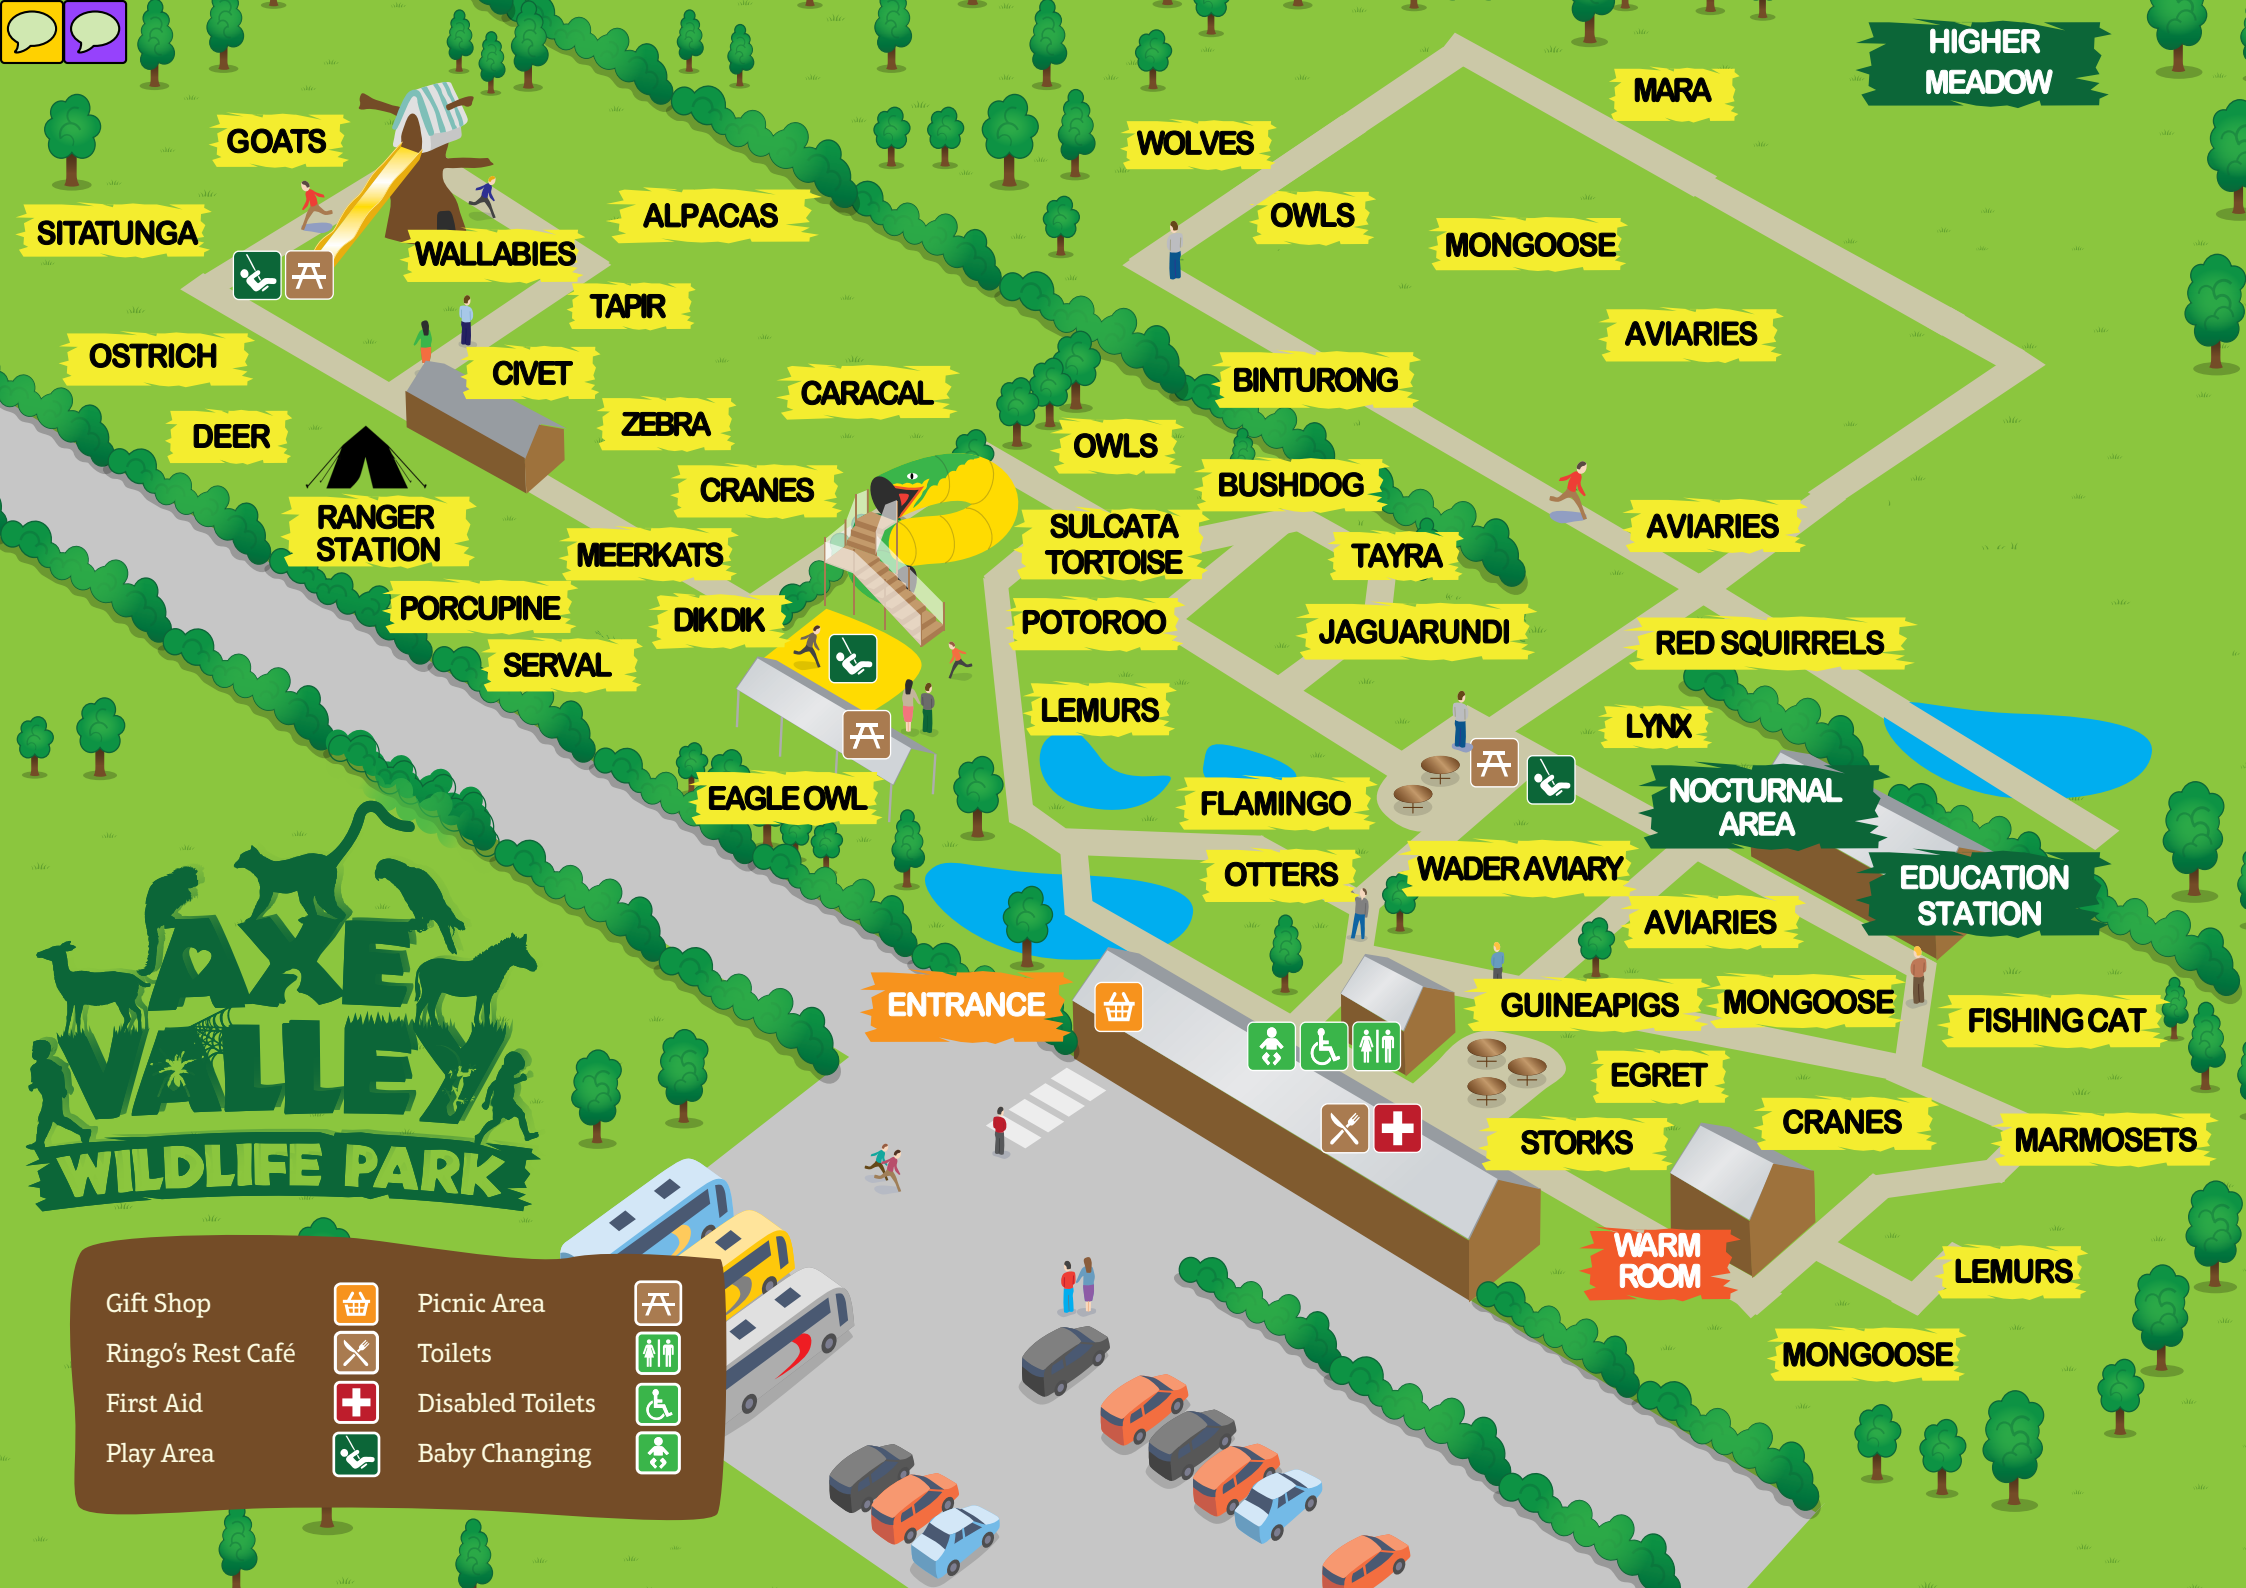 HIGHER
MEADOW
MARA
GOATS
WOLVES
SITATUNGA
ALPACAS
OWLS
WALLABIES
MONGOOSE
TAPIR
AVIARIES
OSTRICH
CIVET
CARACAL
BINTURONG
DEER
ZEBRA
OWLS
CRANES
BUSHDOG
RANGER
STATION
MEERKATS
SULCATA
TORTOISE
TAYRA
AVIARIES
PORCUPINE
DIK DIK
POTOROO
JAGUARUNDI
RED SQUIRRELS
SERVAL
LEMURS
LYNX
EAGLE OWL
FLAMINGO
NOCTURNAL
AREA
OTTERS
WADER AVIARY
EDUCATION
STATION
AVIARIES
ENTRANCE
GUINEAPIGS
MONGOOSE
FISHING CAT
EGRET
STORKS
CRANES
MARMOSETS
WARM
ROOM
LEMURS
MONGOOSE
AXE
VALLEY
WILDLIFE PARK
Gift Shop
Ringo's Rest Café
First Aid
Play Area
Picnic Area
Toilets
Disabled Toilets
Baby Changing